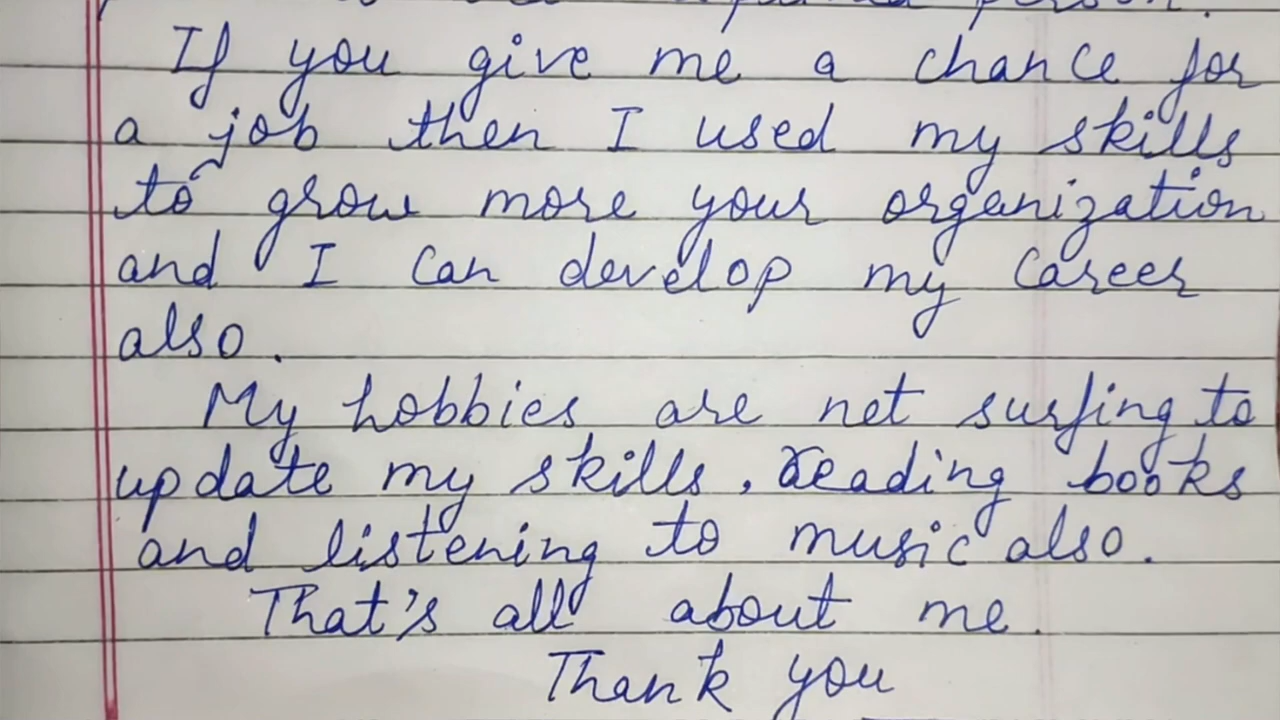 person.
If you give me a chance for
a job then I used my skills
to grow more your organization
and I can develop my career
also.
My hobbies are net surfing to
update my skills, reading books
and listening to music also.
That's all about me.
Thank you